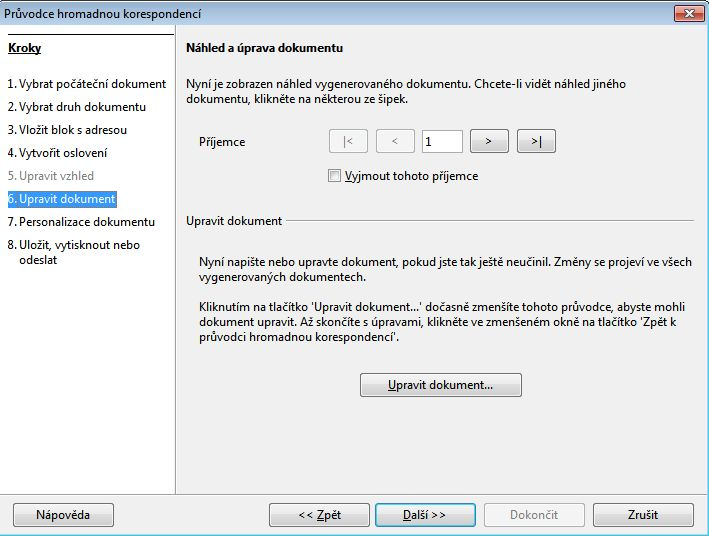 Průvodce hromadnou korespondencí
Kroky
1. Vybrat počáteční dokument
2. Vybrat druh dokumentu
3. Vložit blok s adresou
4. Vytvořit oslovení
5. Upravit vzhled
6. Upravit dokument
7. Personalizace dokumentu
8. Uložit, vytisknout nebo
odeslat
Náhled a úprava dokumentu
Nyní je zobrazen náhled vygenerovaného dokumentu. Chcete-li vidět náhled jiného
dokumentu, klikněte na některou ze šipek.
Příjemce |< < 1 > >|
Vyjmout tohoto příjemce
Upravit dokument
Nyní napište nebo upravte dokument, pokud jste tak ještě neučinil. Změny se projeví ve všech
vygenerovaných dokumentech.
Kliknutím na tlačítko 'Upravit dokument...' dočasně zmenšíte tohoto průvodce, abyste mohli
dokument upravit. Až skončíte s úpravami, klikněte ve zmenšeném okně na tlačítko 'Zpět k
průvodci hromadnou korespondencí'.
Upravit dokument...
Nápověda << Zpět Další >> Dokončit Zrušit